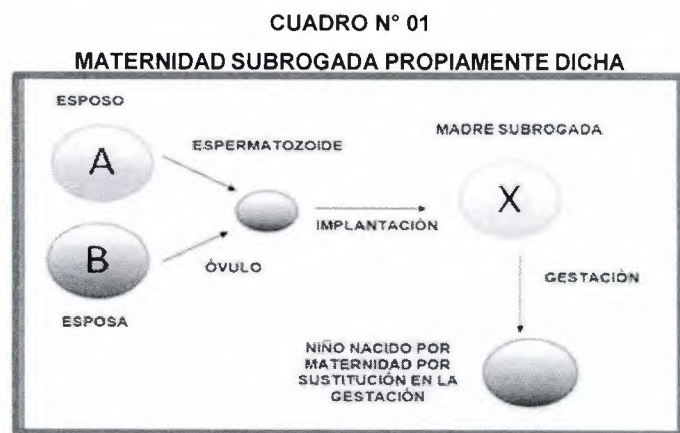 CUADRO N° 01
MATERNIDAD SUBROGADA PROPIAMENTE DICHA
ESPOSO
A
ESPERMATOZOIDE
MADRE SUBROGADA
X
IMPLANTACIÓN
B
ÓVULO
ESPOSA
GESTACIÓN
NIÑO NACIDO POR
MATERNIDAD POR
SUSTITUCIÓN EN LA
GESTACIÓN